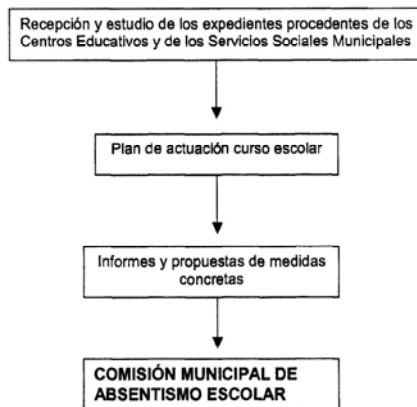 Recepción y estudio de los expedientes procedentes de los
Centros Educativos y de los Servicios Sociales Municipales
Plan de actuación curso escolar
Informes y propuestas de medidas
concretas
COMISIÓN MUNICIPAL DE
ABSENTISMO ESCOLAR